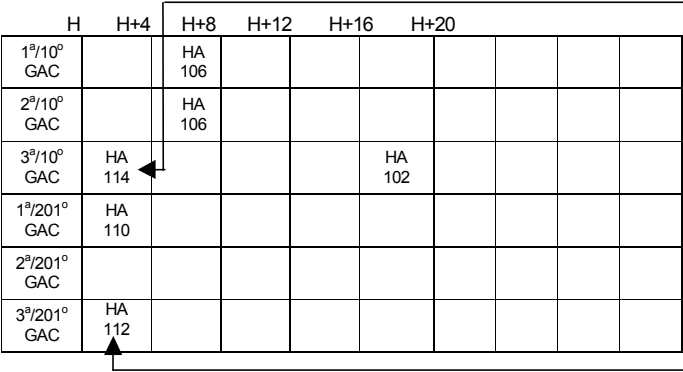 H H+4 H+8 H+12 H+16 H+20
1ª/10º GAC HA 106
2ª/10º GAC HA 106
3ª/10º GAC HA 114 HA 102
1ª/201º GAC HA 110
2ª/201º GAC
3ª/201º GAC HA 112